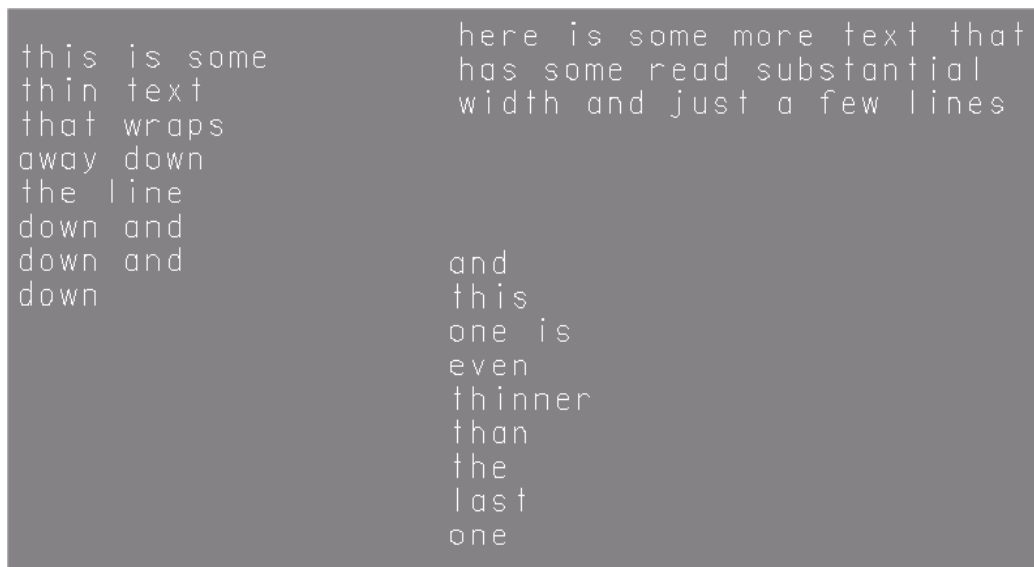 this is some
thin text
that wraps
away down
the line
down and
down and
down
here is some more text that
has some read substantial
width and just a few lines
and
this
one is
even
thinner
than
the
last
one